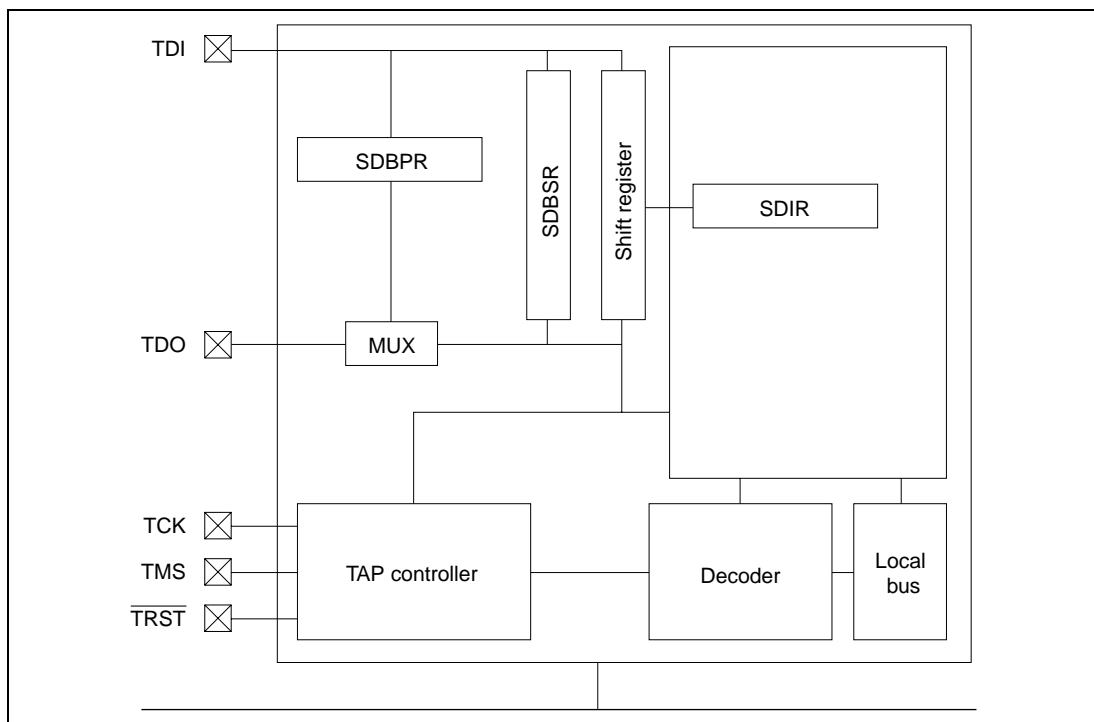 TDI
SDBPR
SDBSR
Shift register
SDIR
TDO
MUX
TCK
TMS
TRST
TAP controller
Decoder
Local
bus